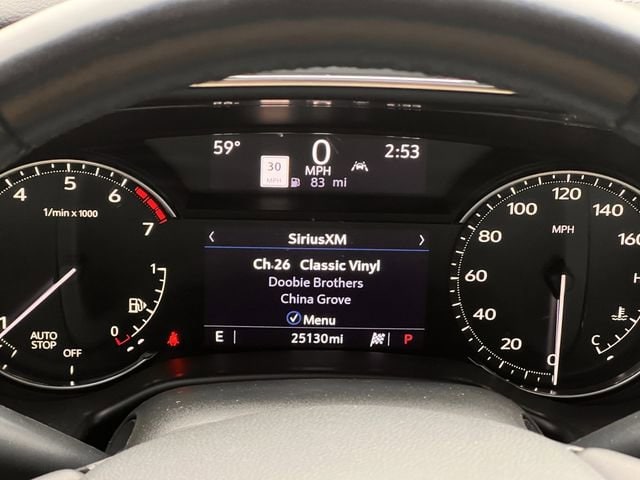 59° 0 2:53
30 MPH
MPH 83 mi
4 5 6 7
1/min x 1000
1
AUTO
STOP
OFF
1
0
< SiriusXM >
Ch.26 Classic Vinyl
Doobie Brothers
China Grove
Menu
E 25130mi P
0 20 40 60 80 100 120 140 160
MPH
C H